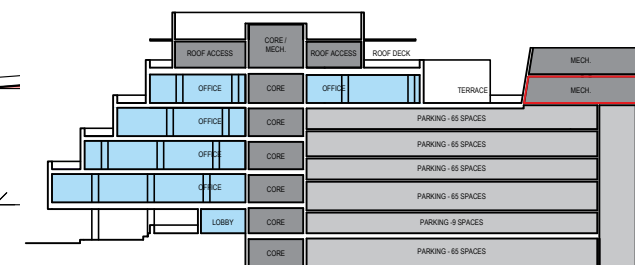 CORE /
MECH.
ROOF ACCESS
ROOF ACCESS
ROOF DECK
MECH.
OFFICE
CORE
OFFICE
TERRACE
MECH.
OFFICE
CORE
PARKING - 65 SPACES
PARKING - 65 SPACES
OFFICE
CORE
PARKING - 65 SPACES
OFFICE
CORE
PARKING - 65 SPACES
LOBBY
CORE
PARKING -9 SPACES
CORE
PARKING - 65 SPACES